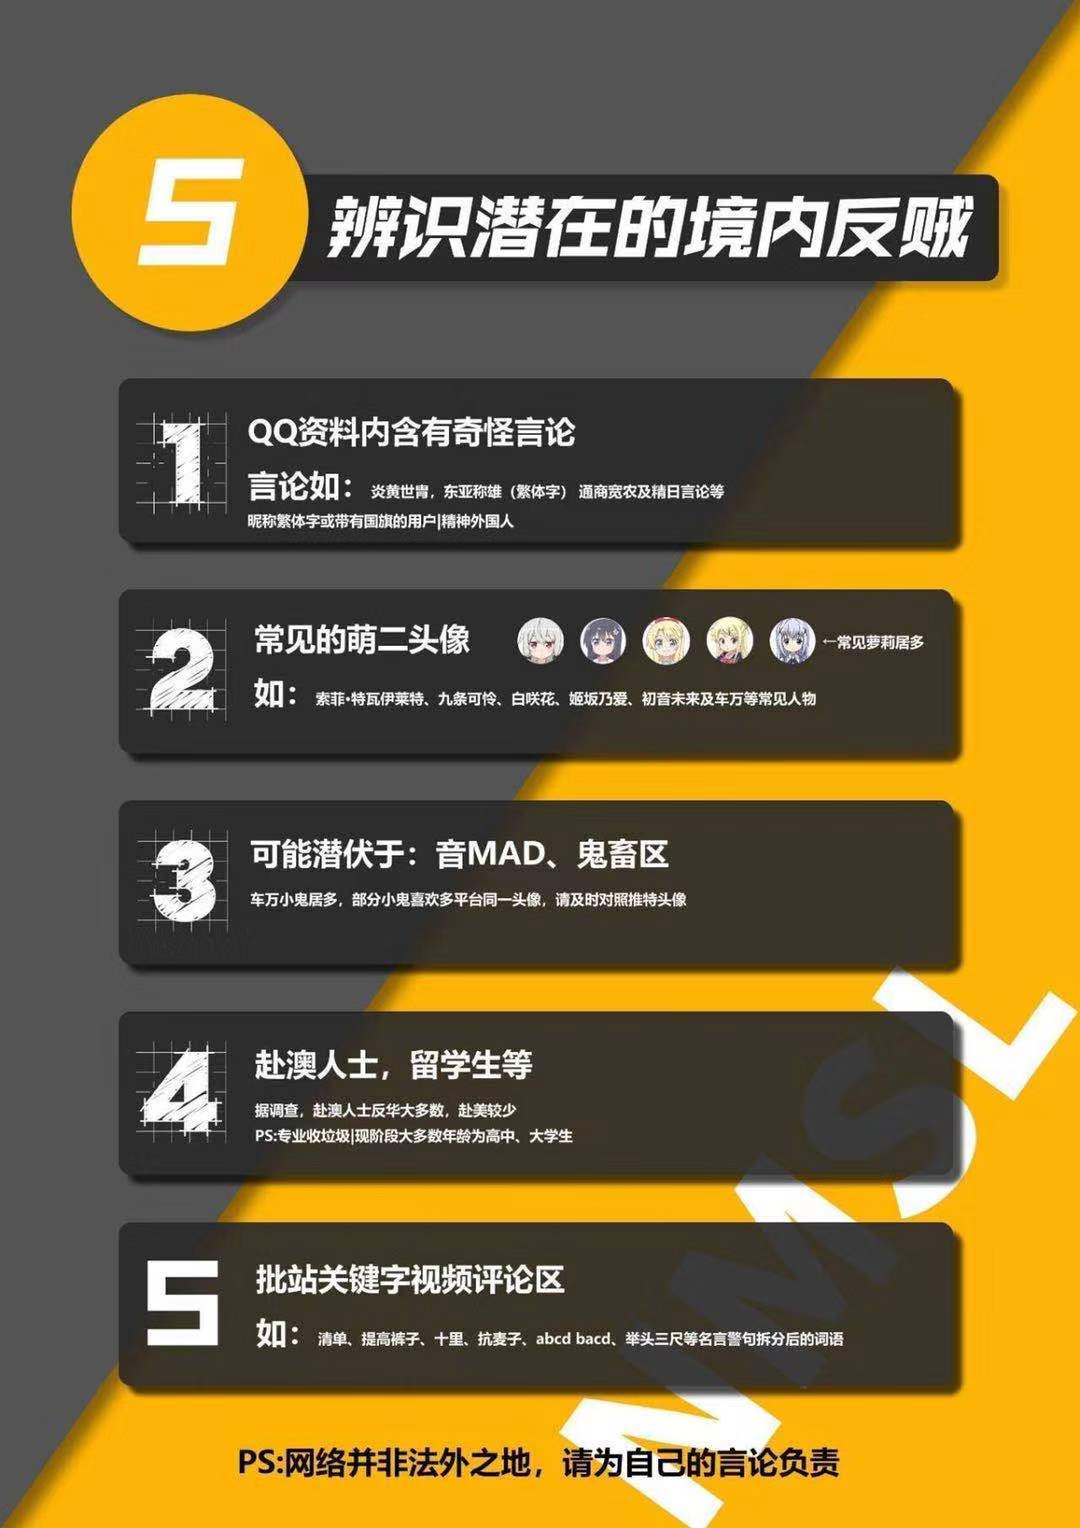 5
辨识潜在的境内反贼
1
QQ资料内含有奇怪言论
言论如：炎黄世胄，东亚称雄（繁体字） 通商宽农及精日言论等
昵称繁体字或带有国旗的用户|精神外国人
2
常见的萌二头像
←常见萝莉居多
如：索菲·特瓦伊莱特、九条可怜、白咲花、姬坂乃爱、初音未来及车万等常见人物
3
可能潜伏于：音MAD、鬼畜区
车万小鬼居多，部分小鬼喜欢多平台同一头像，请及时对照推特头像
4
赴澳人士，留学生等
据调查，赴澳人士反华大多数，赴美较少
PS:专业收垃圾|现阶段大多数年龄为高中、大学生
5
批站关键字视频评论区
如：清单、提高裤子、十里、抗麦子、abcd bacd、举头三尺等名言警句拆分后的词语
NMSL
PS:网络并非法外之地，请为自己的言论负责